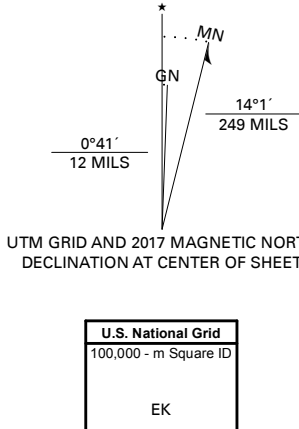 ★
MN
GN
14°1´
249 MILS
0°41´
12 MILS
UTM GRID AND 2017 MAGNETIC NORT
DECLINATION AT CENTER OF SHEET
U.S. National Grid
100,000 - m Square ID
EK